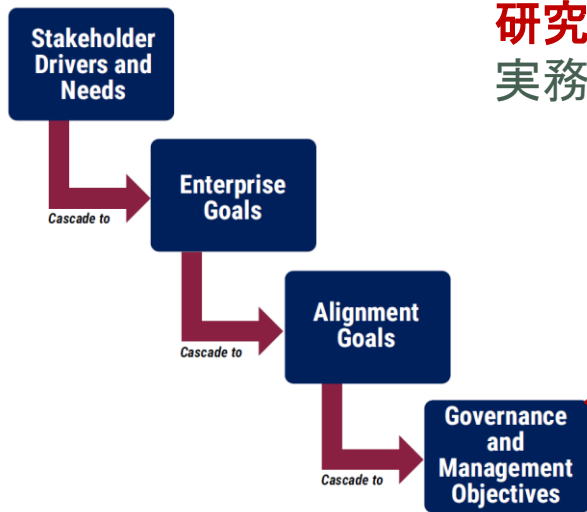 研究
実務
Stakeholder
Drivers and
Needs
Cascade to
Enterprise
Goals
Cascade to
Alignment
Goals
Cascade to
Governance
and
Management
Objectives